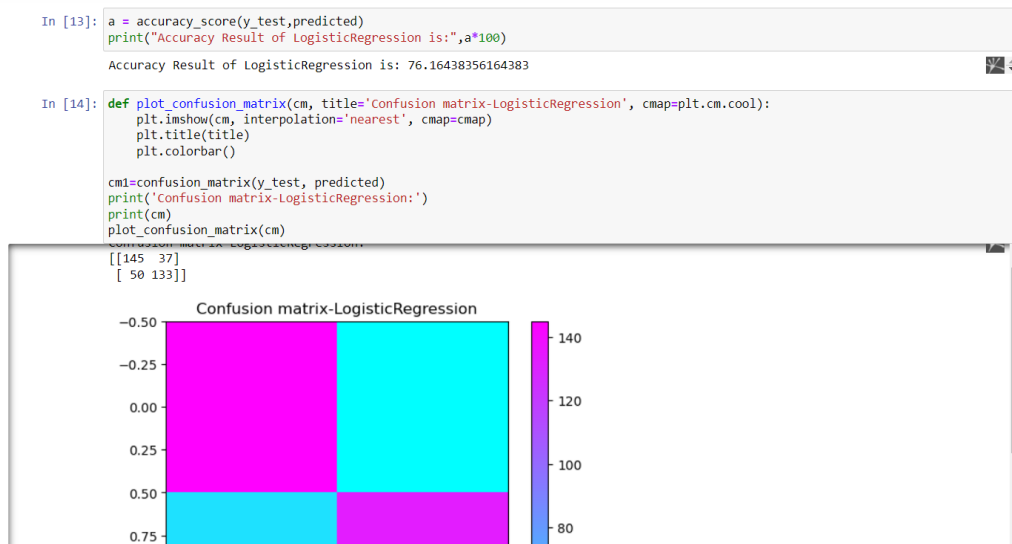 In [13]: a = accuracy_score(y_test,predicted)
print("Accuracy Result of LogisticRegression is:",a*100)
Accuracy Result of LogisticRegression is: 76.16438356164383
In [14]: def plot_confusion_matrix(cm, title='Confusion matrix-LogisticRegression', cmap=plt.cm.cool):
plt.imshow(cm, interpolation='nearest', cmap=cmap)
plt.title(title)
plt.colorbar()
cm1=confusion_matrix(y_test, predicted)
print('Confusion matrix-LogisticRegression:')
print(cm)
plot_confusion_matrix(cm)
Confusion matrix-LogisticRegression:
[[145  37]
[ 50 133]]
Confusion matrix-LogisticRegression
−0.50
−0.25
0.00
0.25
0.50
0.75
140
120
100
80